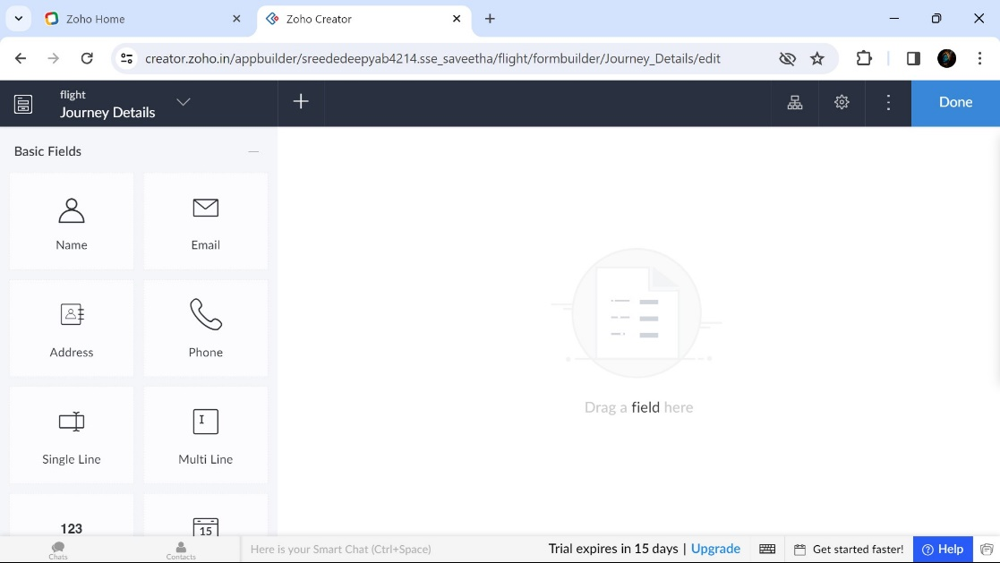 Zoho Home
Zoho Creator
creator.zoho.in/appbuilder/sreededeepyab4214.sse_saveetha/flight/formbuilder/Journey_Details/edit
flight
Journey Details
Done
Basic Fields
Name
Email
Address
Phone
Single Line
I
Multi Line
123
15
Drag a field here
Chats
Contacts
Here is your Smart Chat (Ctrl+Space)
Trial expires in 15 days | Upgrade
Get started faster!
? Help